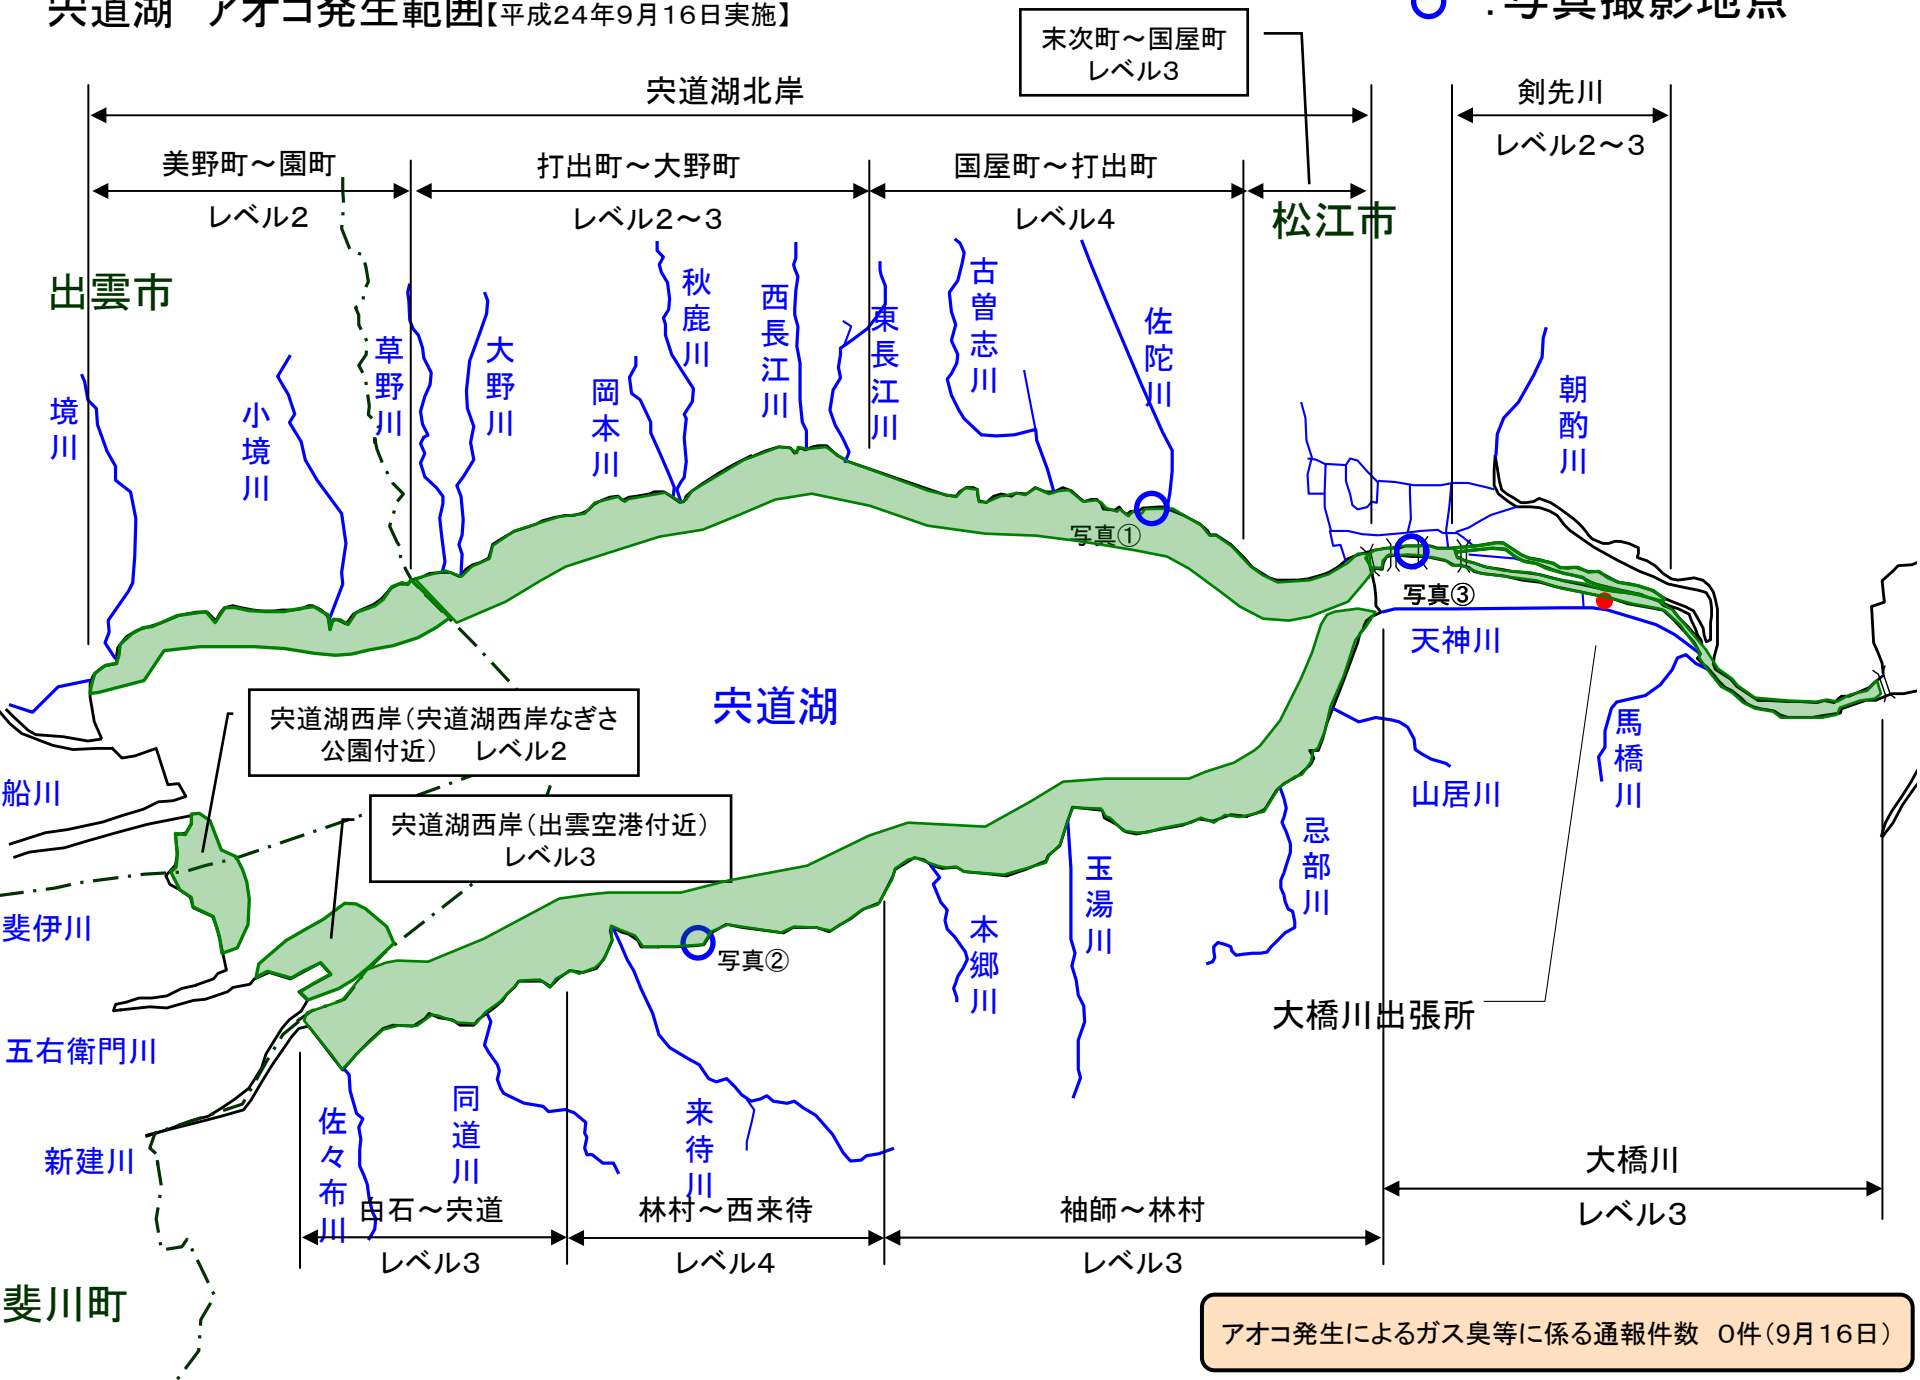 宍道湖 アオコ発生範囲【平成24年9月16日実施】
：写真撮影地点
末次町～国屋町
レベル3
宍道湖北岸
剣先川
レベル2～3
美野町～園町
レベル2
打出町～大野町
レベル2～3
国屋町～打出町
レベル4
松江市
出雲市
境川
小境川
草野川
大野川
岡本川
秋鹿川
西長江川
東長江川
古曽志川
佐陀川
朝酌川
写真①
写真③
天神川
宍道湖
宍道湖西岸（宍道湖西岸なぎさ
公園付近） レベル2
宍道湖西岸（出雲空港付近）
レベル3
船川
斐伊川
五右衛門川
新建川
斐川町
山居川
馬橋川
忌部川
玉湯川
本郷川
写真②
大橋川出張所
佐々布川
同道川
来待川
白石～宍道
レベル3
林村～西来待
レベル4
袖師～林村
レベル3
大橋川
レベル3
アオコ発生によるガス臭等に係る通報件数 0件（9月16日）